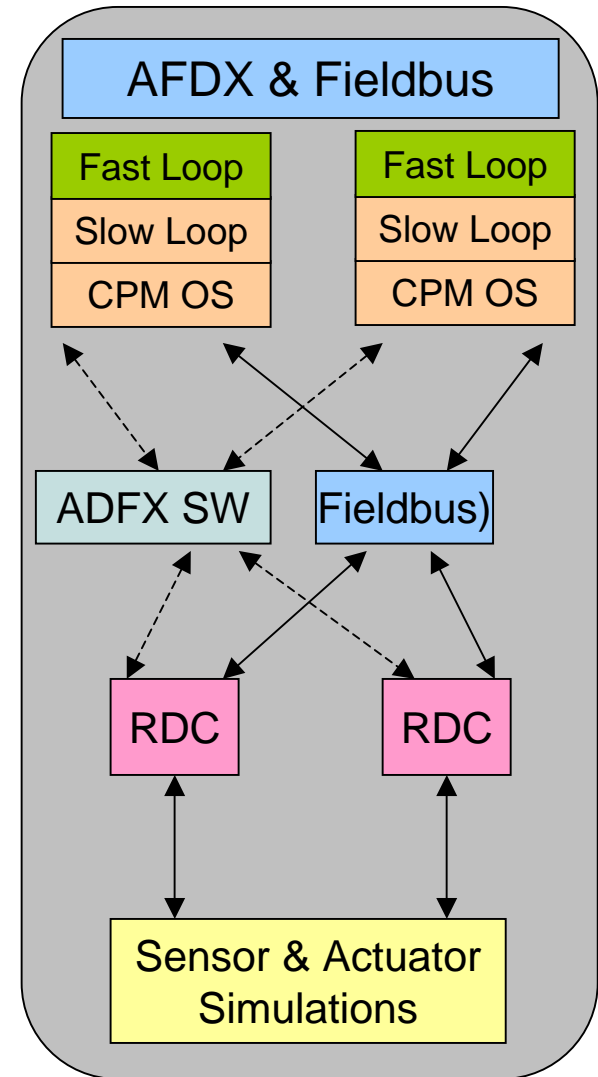 AFDX & Fieldbus
Fast Loop
Slow Loop
CPM OS
Fast Loop
Slow Loop
CPM OS
ADFX SW
Fieldbus)
RDC
RDC
Sensor & Actuator
Simulations